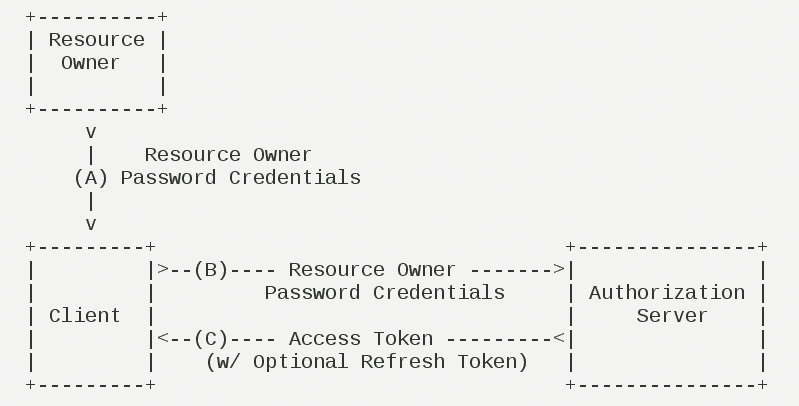 +----------+
| Resource |
|  Owner   |
|          |
+----------+
     v
     |    Resource Owner
    (A) Password Credentials
     |
     v
+---------+                                  +---------------+
|         |>--(B)---- Resource Owner ------->|               |
|         |         Password Credentials     | Authorization |
| Client  |                                  |     Server    |
|         |<--(C)---- Access Token ---------<|               |
|         |    (w/ Optional Refresh Token)   |               |
+---------+                                  +---------------+